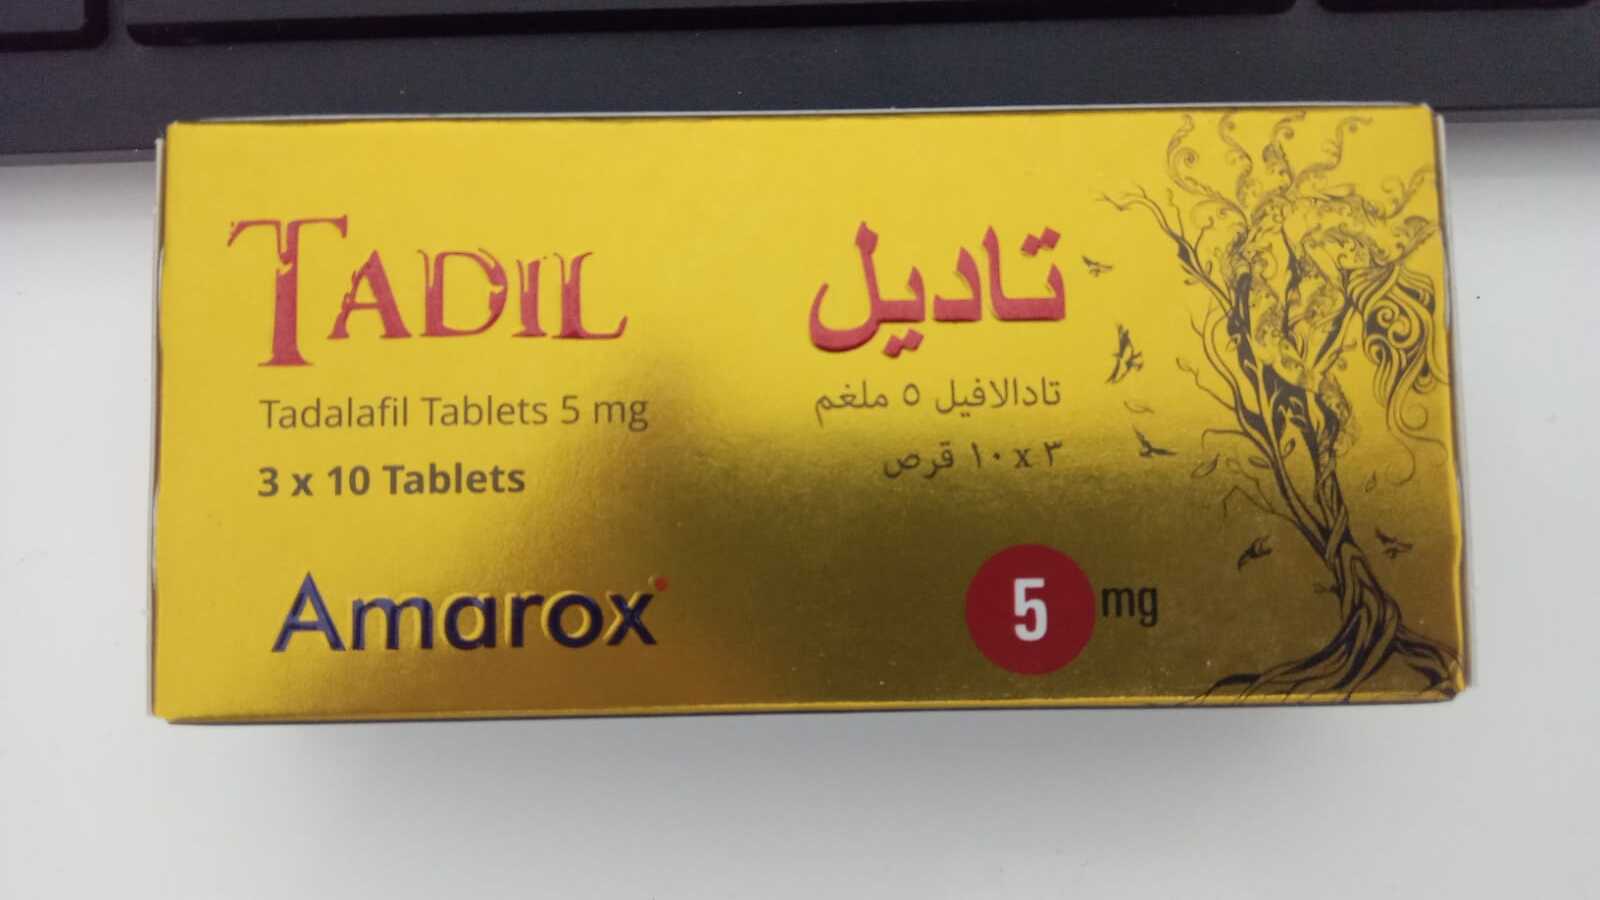 TADIL
Tadalafil Tablets 5 mg
3 x 10 Tablets
Amarox
تاديل
تادالافيل ٥ ملغم
٣ x ١٠ قرص
5 mg